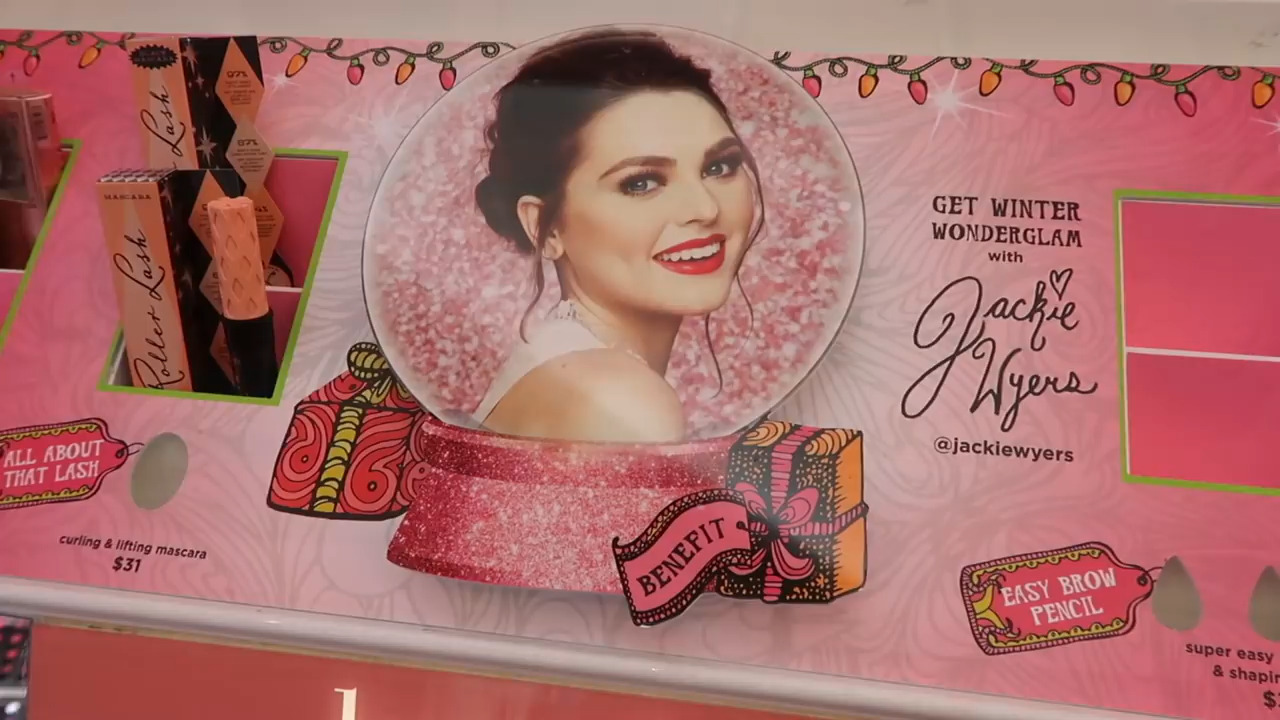 Lash
MASCARA
Roller Lash
ALL ABOUT
THAT LASH
curling & lifting mascara
$31
BENEFIT
GET WINTER
WONDERGLAM
with
Jackie
Wyers
@jackiewyers
EASY BROW
PENCIL
super easy
& shapin
$